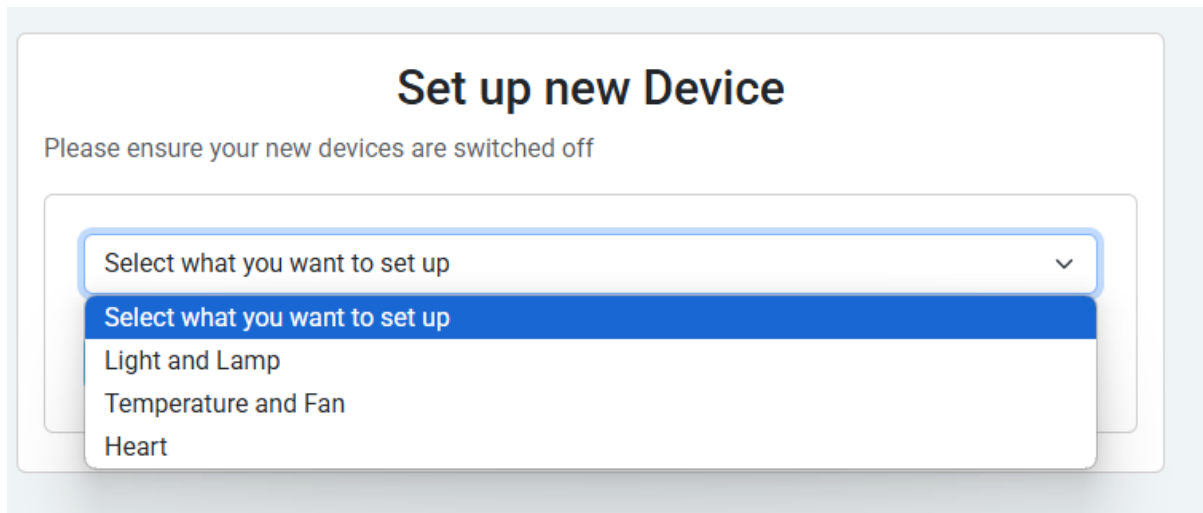 Set up new Device
Please ensure your new devices are switched off
Select what you want to set up
Select what you want to set up
Light and Lamp
Temperature and Fan
Heart